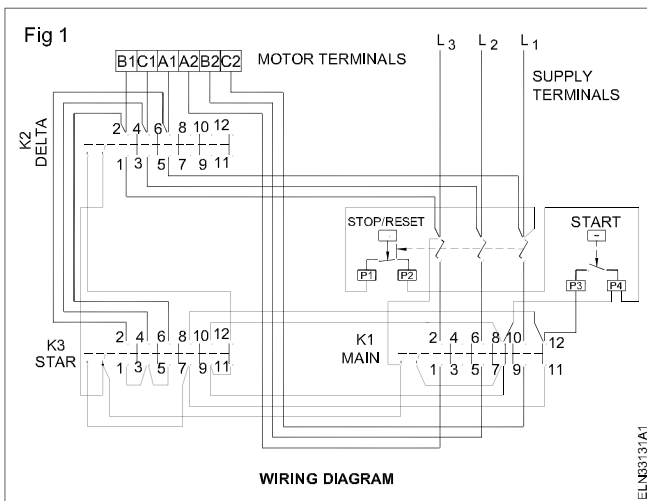 Fig 1
B1 C1 A1 A2 B2 C2
MOTOR TERMINALS
L3 L2 L1
SUPPLY
TERMINALS
K2
DELTA
2 4 6 8 10 12
1 3 5 7 9 11
STOP/RESET
P1 P2
START
P3 P4
K3
STAR
2 4 6 8 10 12
1 3 5 7 9 11
K1
MAIN
2 4 6 8 10 12
1 3 5 7 9 11
WIRING DIAGRAM
ELN33131A1